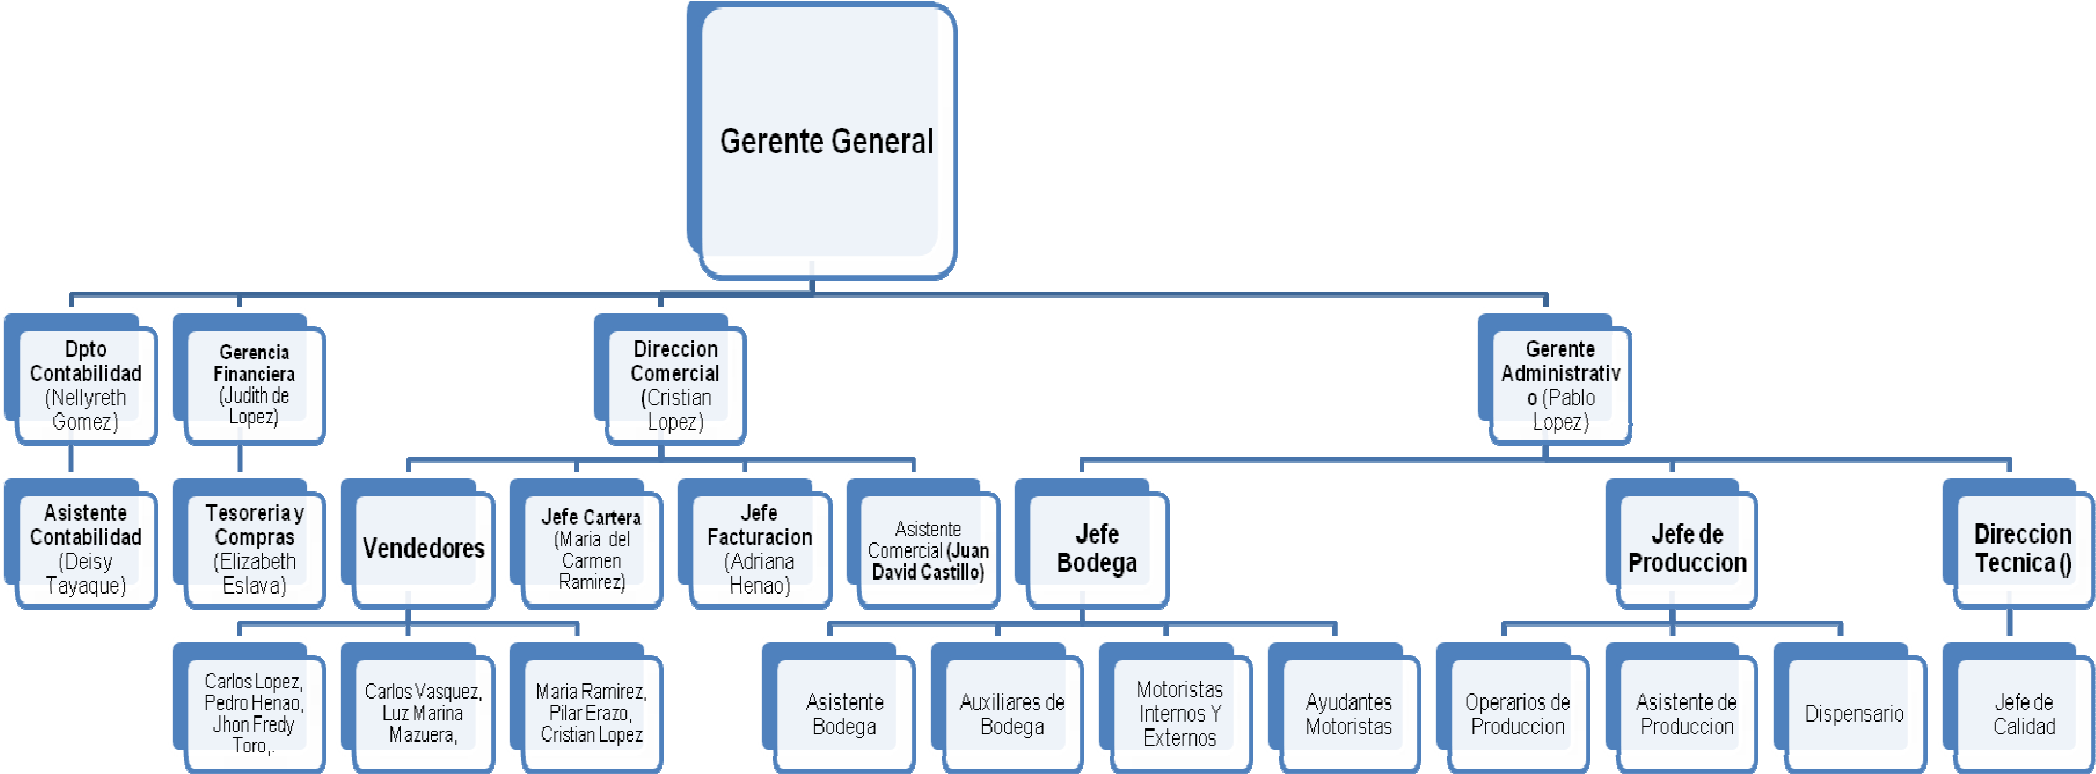 Gerente General
Dpto
Contabilidad
(Nellyreth
Gomez)
Gerencia
Financiera
(Judith de
Lopez)
Direccion
Comercial
(Cristian
Lopez)
Gerente
Administrativ
o (Pablo
Lopez)
Asistente
Contabilidad
(Deisy
Tayaque)
Tesoreria y
Compras
(Elizabeth
Eslava)
Vendedores
Jefe Cartera
(Maria del
Carmen
Ramirez)
Jefe
Facturacion
(Adriana
Henao)
Asistente
Comercial (Juan
David Castillo)
Jefe
Bodega
Jefe de
Produccion
Direccion
Tecnica ()
Carlos Lopez,
Pedro Henao,
Jhon Fredy
Toro,.
Carlos Vasquez,
Luz Marina
Mazuera,
Maria Ramirez,
Pilar Erazo,
Cristian Lopez
Asistente
Bodega
Auxiliares de
Bodega
Motoristas
Internos Y
Externos
Ayudantes
Motoristas
Operarios de
Produccion
Asistente de
Produccion
Dispensario
Jefe de
Calidad